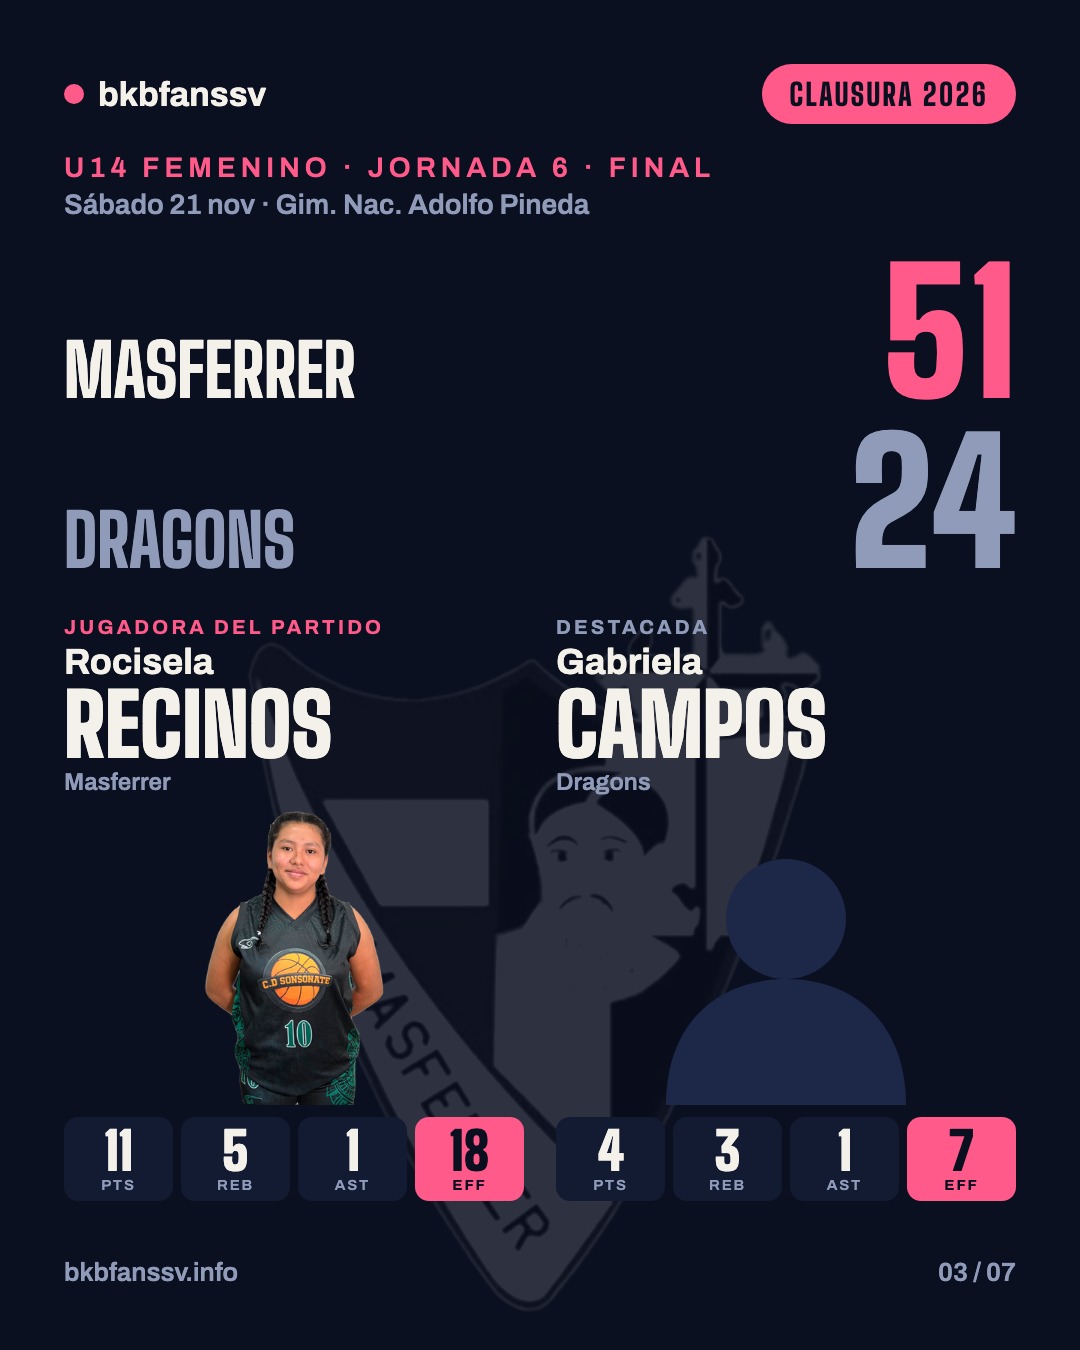 bkbfanssv
CLAUSURA 2026
U14 FEMENINO · JORNADA 6 · FINAL
Sábado 21 nov · Gim. Nac. Adolfo Pineda
MASFERRER 51
DRAGONS 24
JUGADORA DEL PARTIDO
Rocisela
RECINOS
Masferrer
DESTACADA
Gabriela
CAMPOS
Dragons
C.D SONSONATE
10
MASFERRER
11 5 1 18
PTS REB AST EFF
4 3 1 7
PTS REB AST EFF
bkbfanssv.info
03 / 07